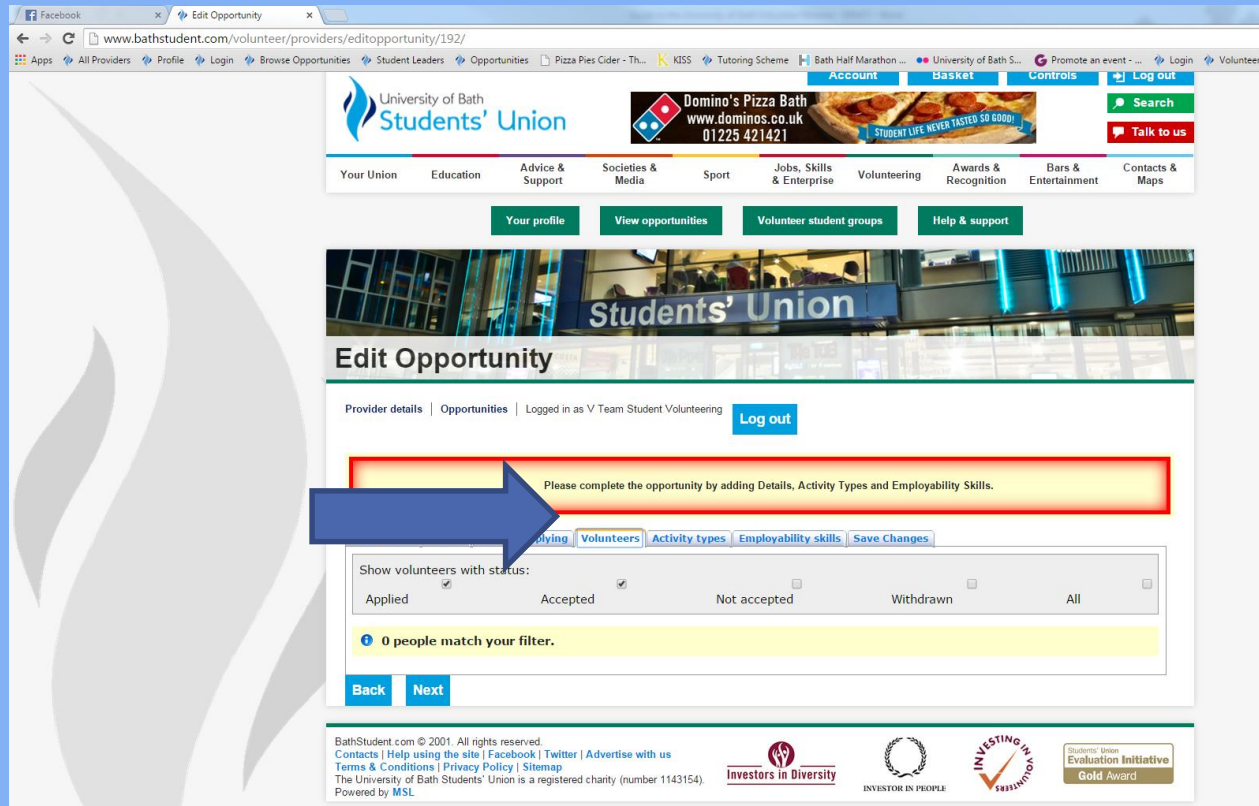 Facebook
Edit Opportunity
www.bathstudent.com/volunteer/providers/editopportunity/192/
Apps All Providers Profile Login Browse Opportunities Student Leaders Opportunities Pizza Pies Cider - Th... KISS Tutoring Scheme Bath Half Marathon ... University of Bath S... Promote an event - ... Login Volunteer
Account Basket Controls Log out
University of Bath
Students' Union
Domino's Pizza Bath
www.dominos.co.uk
01225 421421
STUDENT LIFE NEVER TASTED SO GOOD!
Search
Talk to us
Your Union
Education
Advice &
Support
Societies &
Media
Sport
Jobs, Skills
& Enterprise
Volunteering
Awards &
Recognition
Bars &
Entertainment
Contacts &
Maps
Your profile
View opportunities
Volunteer student groups
Help & support
Students' Union
Edit Opportunity
Provider details | Opportunities | Logged in as V Team Student Volunteering
Log out
Please complete the opportunity by adding Details, Activity Types and Employability Skills.
plying Volunteers Activity types Employability skills Save Changes
Show volunteers with status:
Applied Accepted Not accepted Withdrawn All
0 people match your filter.
Back Next
BathStudent.com © 2001. All rights reserved.
Contacts | Help using the site | Facebook | Twitter | Advertise with us
Terms & Conditions | Privacy Policy | Sitemap
The University of Bath Students' Union is a registered charity (number 1143154).
Powered by MSL
Investors in Diversity
INVESTOR IN PEOPLE
INVESTING IN VOLUNTEERS
Students' Union
Evaluation Initiative
Gold Award